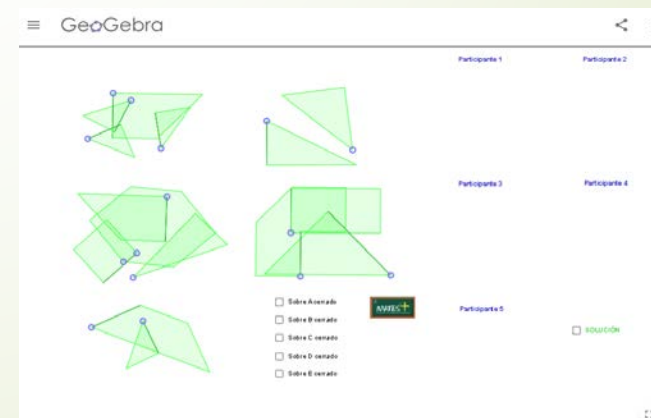 GeoGebra
Participante 1
Participante 2
Participante 3
Participante 4
Sobre A cerrado
MATES+
Participante 5
Sobre B cerrado
SOLUCIÓN
Sobre C cerrado
Sobre D cerrado
Sobre E cerrado